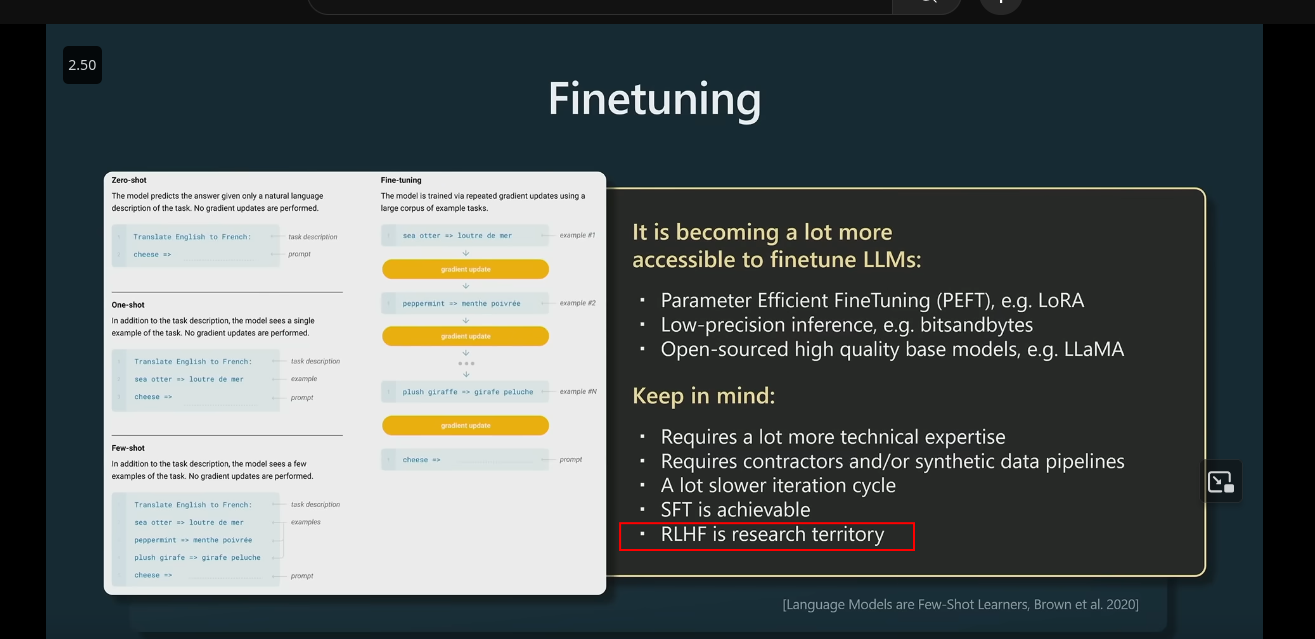 2.50
Finetuning
Zero-shot
The model predicts the answer given only a natural language
description of the task. No gradient updates are performed.
Translate English to French:
task description
cheese =>
prompt
One-shot
In addition to the task description, the model sees a single
example of the task. No gradient updates are performed.
Translate English to French:
task description
sea otter => loutre de mer
example
cheese =>
prompt
Few-shot
In addition to the task description, the model sees a few
examples of the task. No gradient updates are performed.
Translate English to French:
task description
sea otter => loutre de mer
examples
peppermint => menthe poivrée
plush girafe => girafe peluche
cheese =>
prompt
Fine-tuning
The model is trained via repeated gradient updates using a
large corpus of example tasks.
sea otter => loutre de mer
example #1
gradient update
peppermint => menthe poivrée
example #2
gradient update
plush giraffe => girafe peluche
example #N
gradient update
cheese =>
prompt
It is becoming a lot more
accessible to finetune LLMs:
▪ Parameter Efficient FineTuning (PEFT), e.g. LoRA
▪ Low-precision inference, e.g. bitsandbytes
▪ Open-sourced high quality base models, e.g. LLaMA
Keep in mind:
▪ Requires a lot more technical expertise
▪ Requires contractors and/or synthetic data pipelines
▪ A lot slower iteration cycle
▪ SFT is achievable
▪ RLHF is research territory
[Language Models are Few-Shot Learners, Brown et al. 2020]